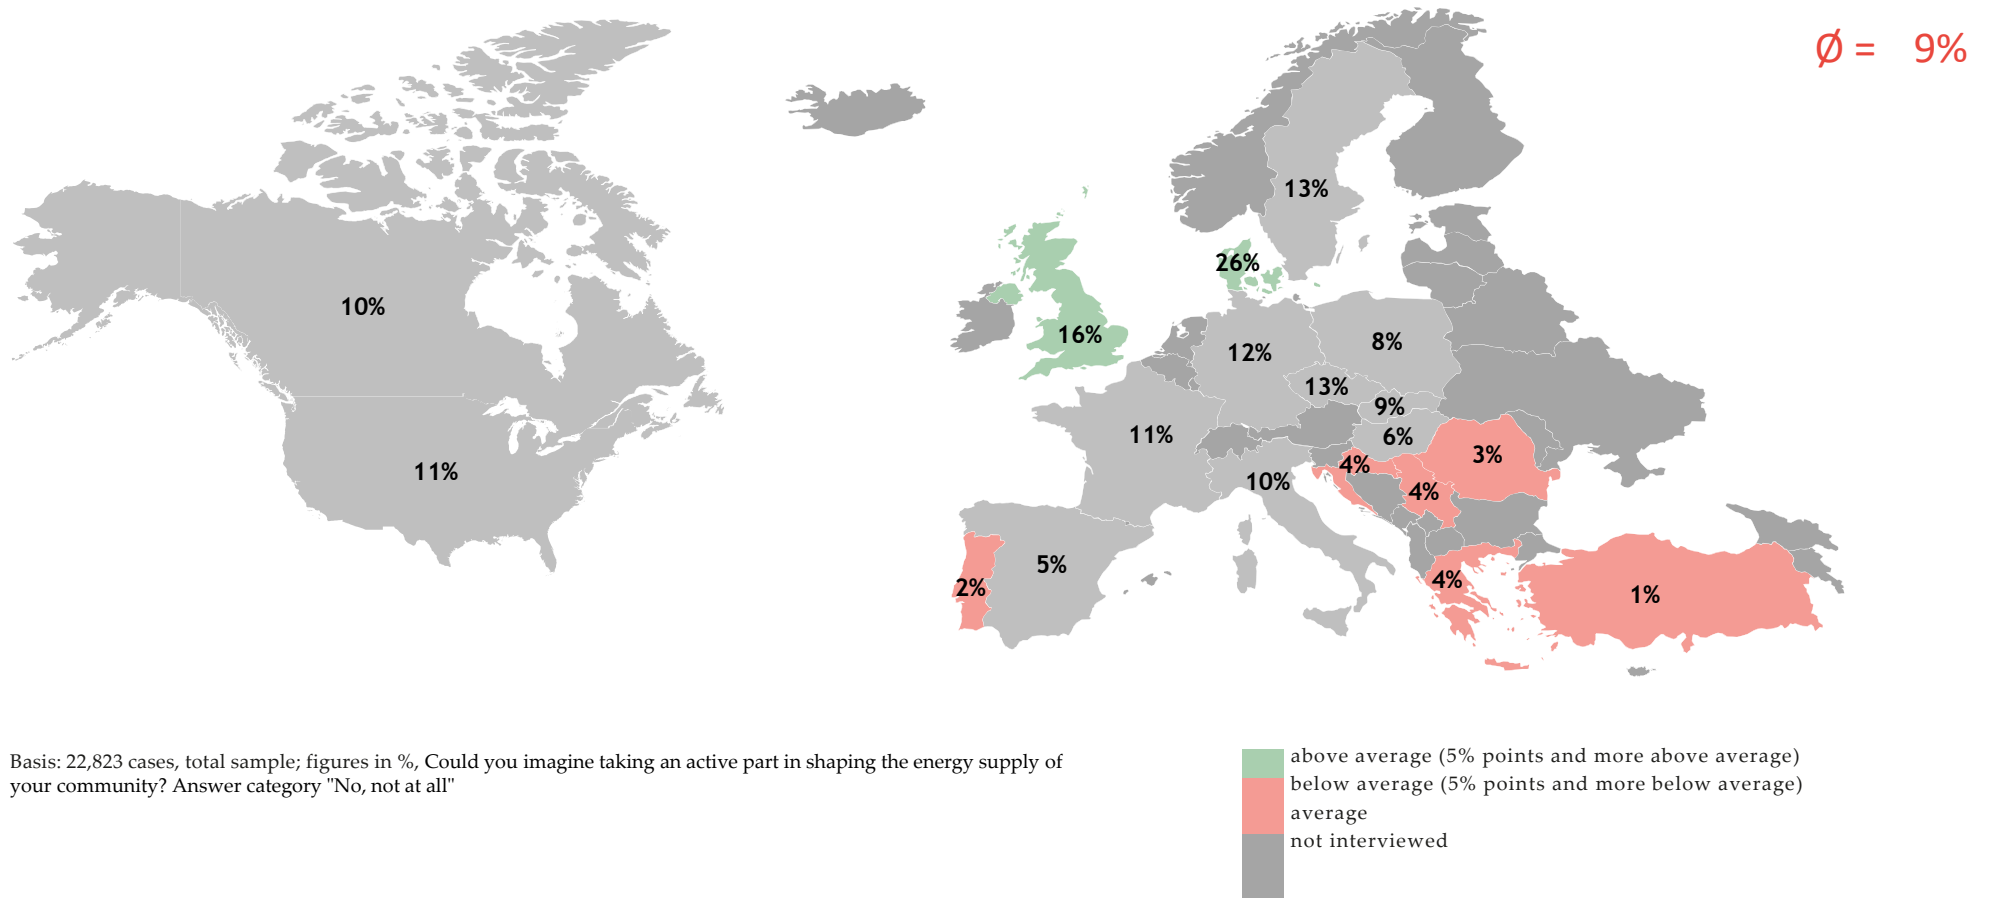 Ø = 9%
13%
26%
10%
16%
8%
12%
13%
9%
11%
6%
3%
4%
11%
10%
4%
5%
4%
2%
1%
Basis: 22,823 cases, total sample; figures in %, Could you imagine taking an active part in shaping the energy supply of
your community? Answer category "No, not at all"
above average (5% points and more above average)
below average (5% points and more below average)
average
not interviewed